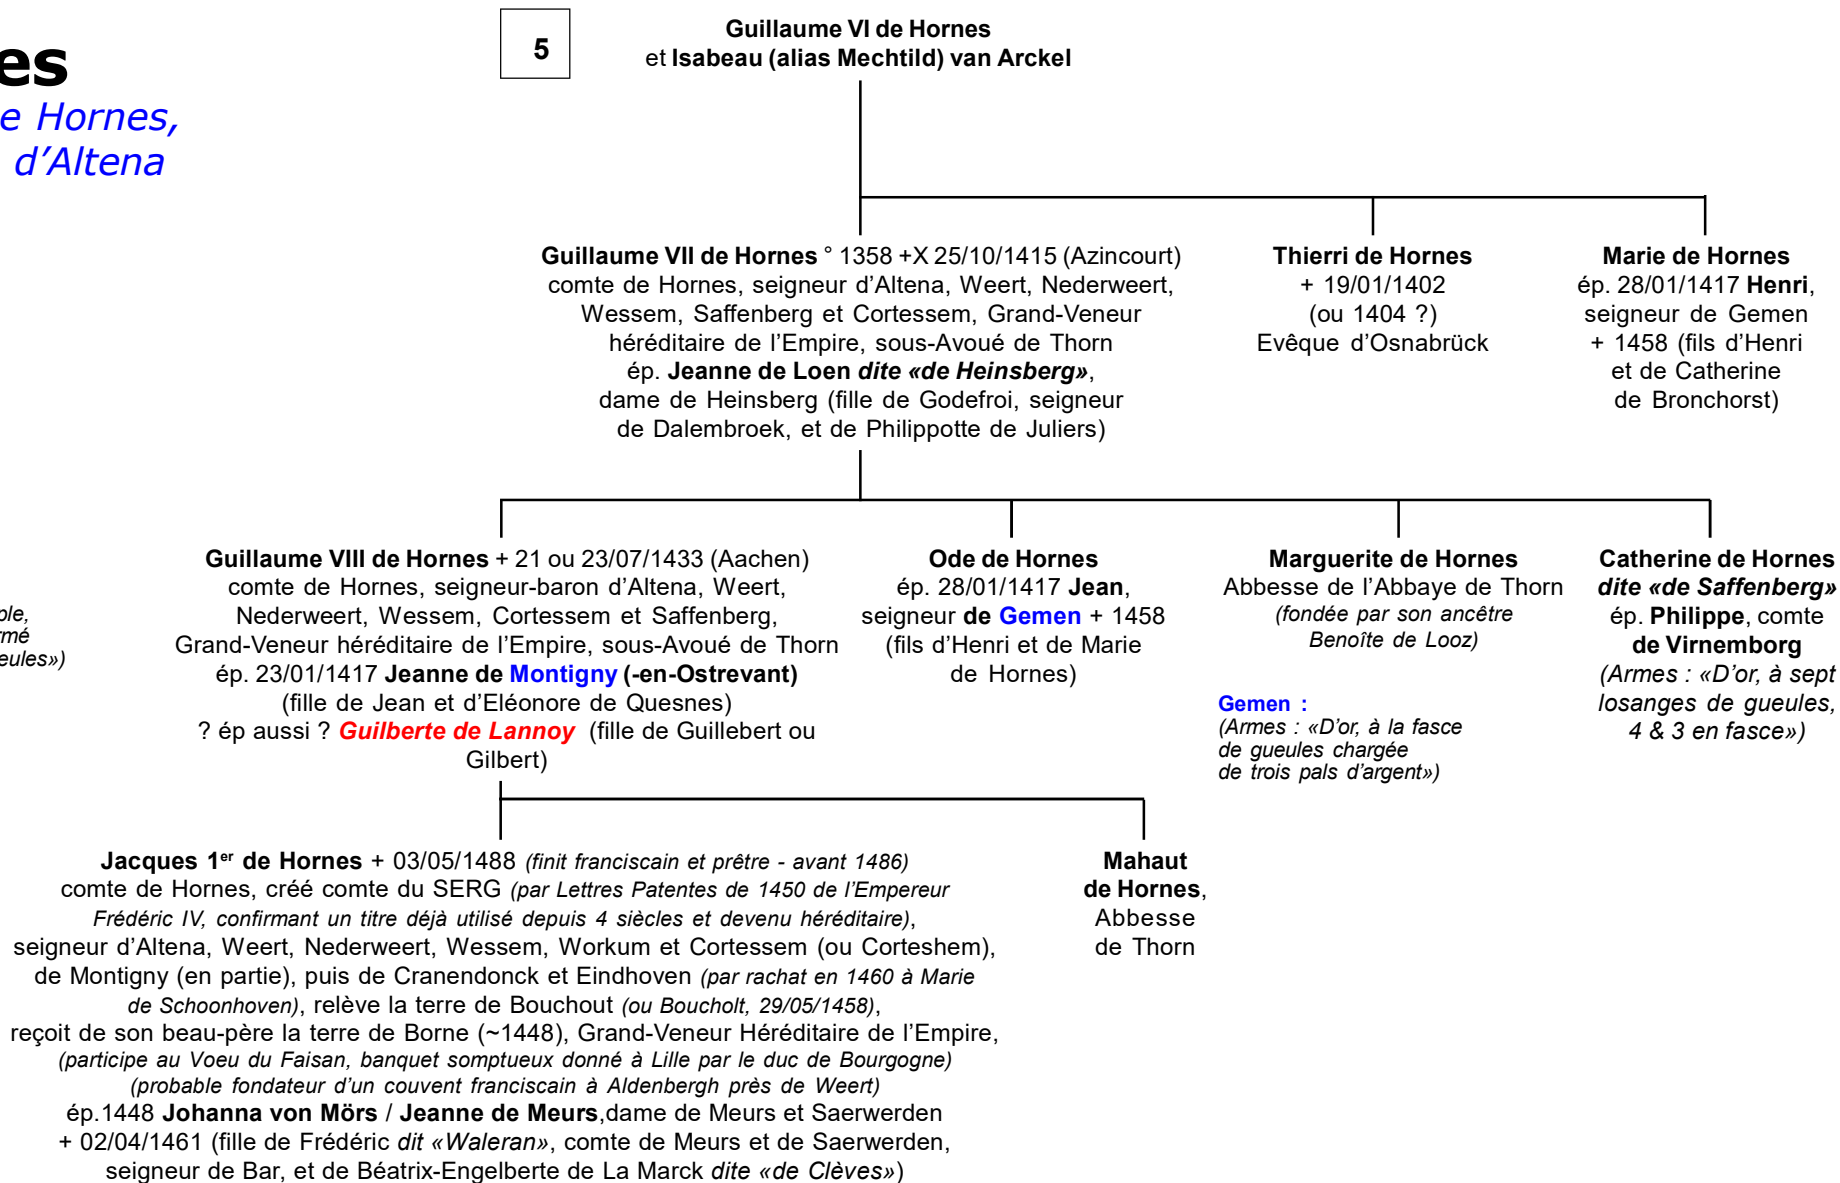 es
e Hornes,
d’Altena
5
Guillaume VI de Hornes
et Isabeau (alias Mechtild) van Arckel
Guillaume VII de Hornes ° 1358 +X 25/10/1415 (Azincourt)
comte de Hornes, seigneur d’Altena, Weert, Nederweert,
Wessem, Saffenberg et Cortessem, Grand-Veneur
héréditaire de l’Empire, sous-Avoué de Thorn
ép. Jeanne de Loen dite «de Heinsberg»,
dame de Heinsberg (fille de Godefroi, seigneur
de Dalembroek, et de Philippotte de Juliers)
Thierri de Hornes
+ 19/01/1402
(ou 1404 ?)
Evêque d’Osnabrück
Marie de Hornes
ép. 28/01/1417 Henri,
seigneur de Gemen
+ 1458 (fils d’Henri
et de Catherine
de Bronchorst)
ple,
rmé
eules»)
Guillaume VIII de Hornes + 21 ou 23/07/1433 (Aachen)
comte de Hornes, seigneur-baron d’Altena, Weert,
Nederweert, Wessem, Cortessem et Saffenberg,
Grand-Veneur héréditaire de l’Empire, sous-Avoué de Thorn
ép. 23/01/1417 Jeanne de Montigny (-en-Ostrevant)
(fille de Jean et d’Eléonore de Quesnes)
? ép aussi ? Guilberte de Lannoy (fille de Guillebert ou
Gilbert)
Ode de Hornes
ép. 28/01/1417 Jean,
seigneur de Gemen + 1458
(fils d’Henri et de Marie
de Hornes)
Marguerite de Hornes
Abbesse de l’Abbaye de Thorn
(fondée par son ancêtre
Benoîte de Looz)
Gemen :
(Armes : «D’or, à la fasce
de gueules chargée
de trois pals d’argent»)
Catherine de Hornes
dite «de Saffenberg»
ép. Philippe, comte
de Virnemborg
(Armes : «D’or, à sept
losanges de gueules,
4 & 3 en fasce»)
Jacques 1er de Hornes + 03/05/1488 (finit franciscain et prêtre - avant 1486)
comte de Hornes, créé comte du SERG (par Lettres Patentes de 1450 de l’Empereur
Frédéric IV, confirmant un titre déjà utilisé depuis 4 siècles et devenu héréditaire),
seigneur d’Altena, Weert, Nederweert, Wessem, Workum et Cortessem (ou Corteshem),
de Montigny (en partie), puis de Cranendonck et Eindhoven (par rachat en 1460 à Marie
de Schoonhoven), relève la terre de Bouchout (ou Boucholt, 29/05/1458),
reçoit de son beau-père la terre de Borne (~1448), Grand-Veneur Héréditaire de l’Empire,
(participe au Voeu du Faisan, banquet somptueux donné à Lille par le duc de Bourgogne)
(probable fondateur d’un couvent franciscain à Aldenbergh près de Weert)
ép.1448 Johanna von Mörs / Jeanne de Meurs,dame de Meurs et Saerwerden
+ 02/04/1461 (fille de Frédéric dit «Waleran», comte de Meurs et de Saerwerden,
seigneur de Bar, et de Béatrix-Engelberte de La Marck dite «de Clèves»)
Mahaut
de Hornes,
Abbesse
de Thorn